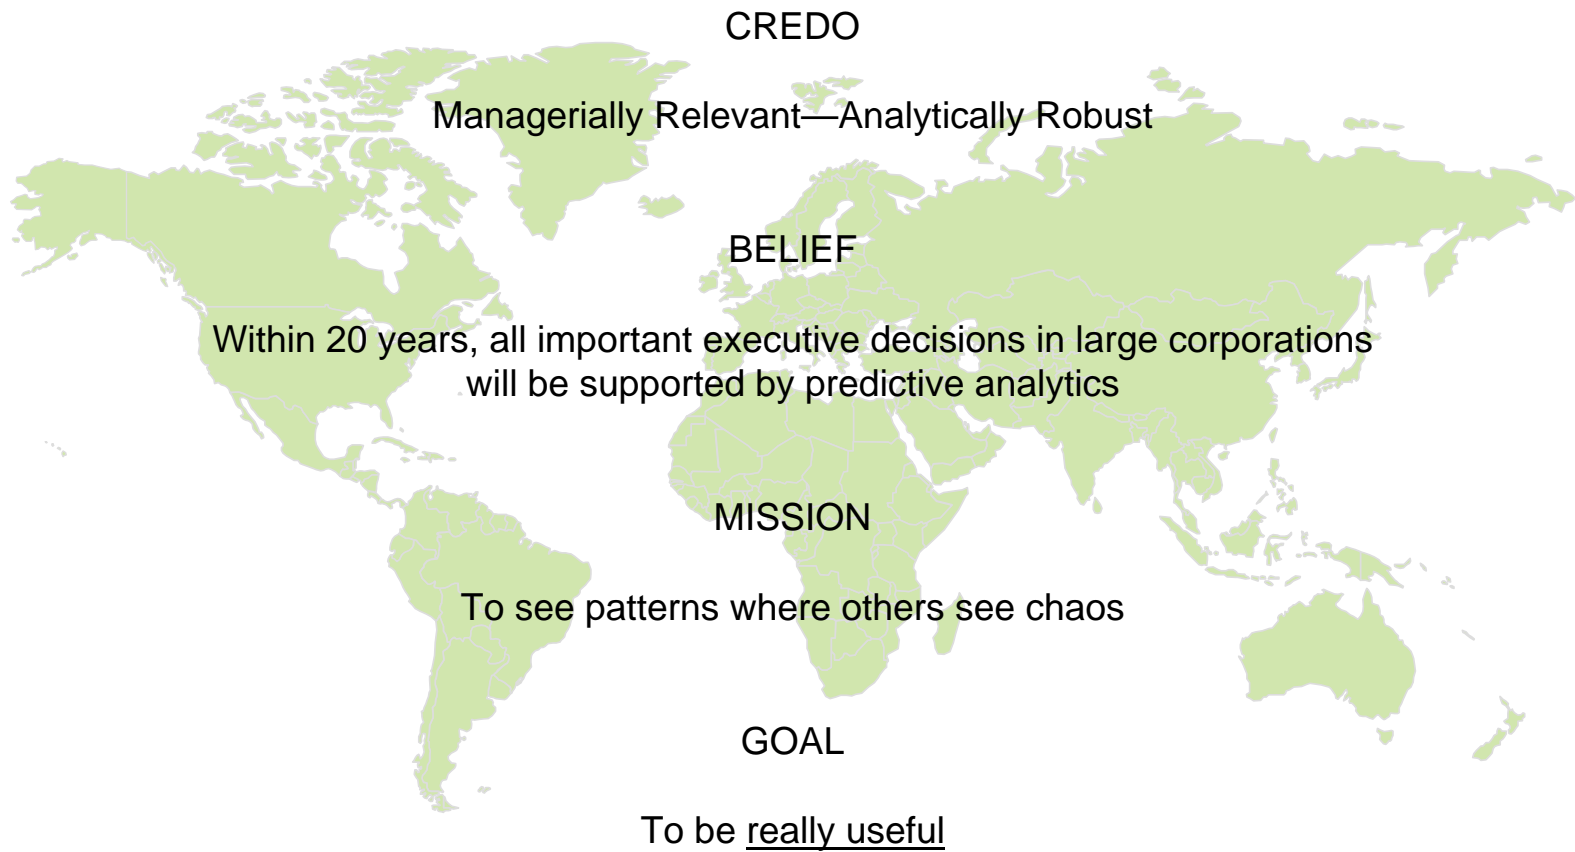 CREDO
Managerially Relevant—Analytically Robust
BELIEF
Within 20 years, all important executive decisions in large corporations
will be supported by predictive analytics
MISSION
To see patterns where others see chaos
GOAL
To be really useful